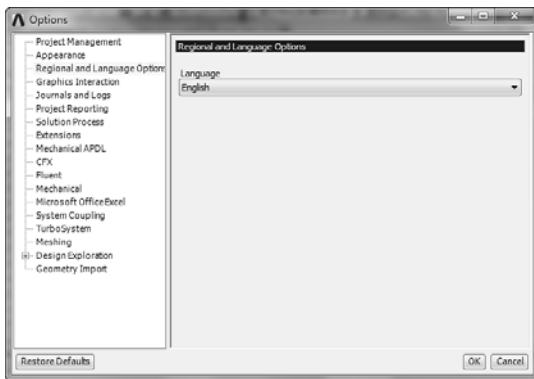 Options
Project Management
Appearance
Regional and Language Option
Graphics Interaction
Journals and Logs
Project Reporting
Solution Process
Extensions
Mechanical APDL
CFX
Fluent
Mechanical
Microsoft Office Excel
System Coupling
TurboSystem
Meshing
Design Exploration
Geometry Import
Regional and Language Options
Language
English
Restore Defaults
OK
Cancel